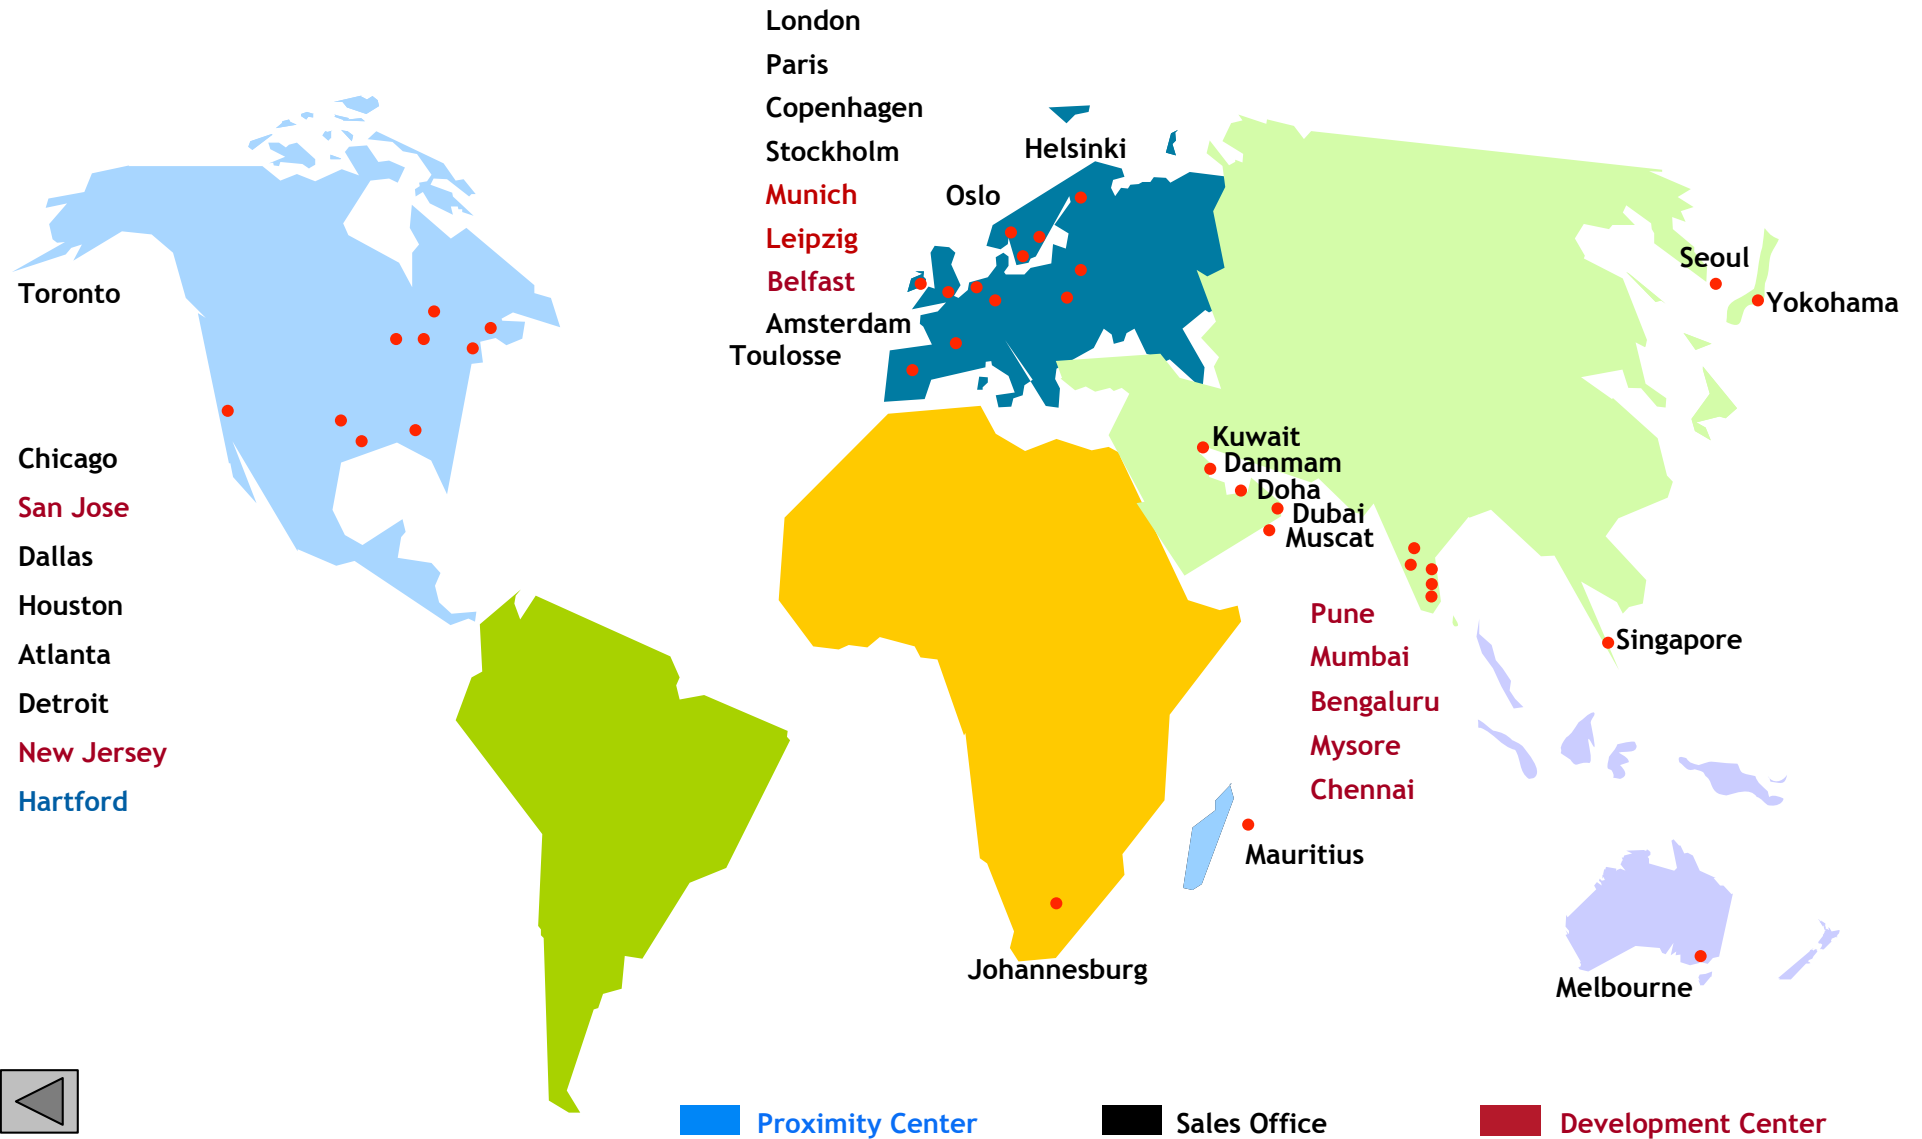 London
Paris
Copenhagen
Stockholm
Helsinki
Munich
Oslo
Leipzig
Belfast
Amsterdam
Toulosse
Toronto
Seoul
Yokohama
Chicago
San Jose
Dallas
Houston
Atlanta
Detroit
New Jersey
Hartford
Kuwait
Dammam
Doha
Dubai
Muscat
Pune
Mumbai
Bengaluru
Mysore
Chennai
Singapore
Mauritius
Johannesburg
Melbourne
Proximity Center
Sales Office
Development Center